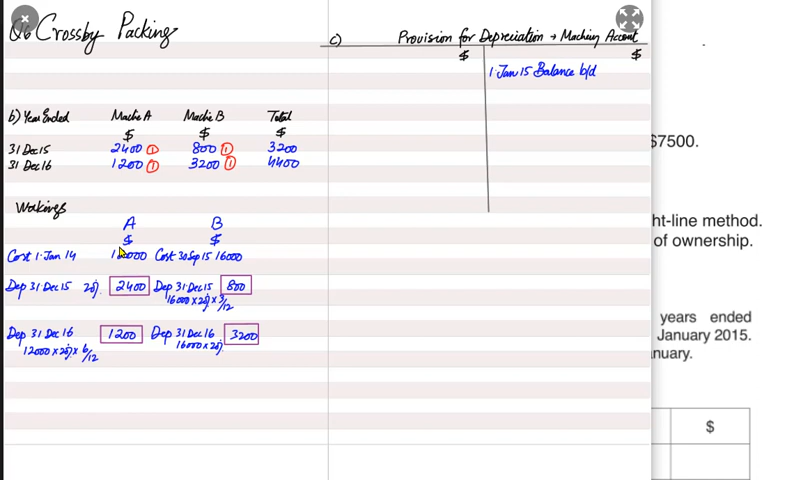 Q6 Crossby Packing
c) Provision for Depreciation → Machiny Account
$ $
1 Jan 15 Balance b/d
b) Year Ended Machie A Machie B Total
$ $ $
31 Dec 15 2400 1 800 1 3200
31 Dec 16 1200 1 3200 1 4400
Workings
A B
$ $
Cost 1 Jan 14 12000 Cost 30 Sep 15 16000
Dep 31 Dec 15 20% 2400 Dep 31 Dec 15 800
16000 x 20% x 3/12
Dep 31 Dec 16 1200 Dep 31 Dec 16 3200
12000 x 20% x 6/12 16000 x 20%
$7500.
ht-line method.
of ownership.
years ended
January 2015.
nuary.
$